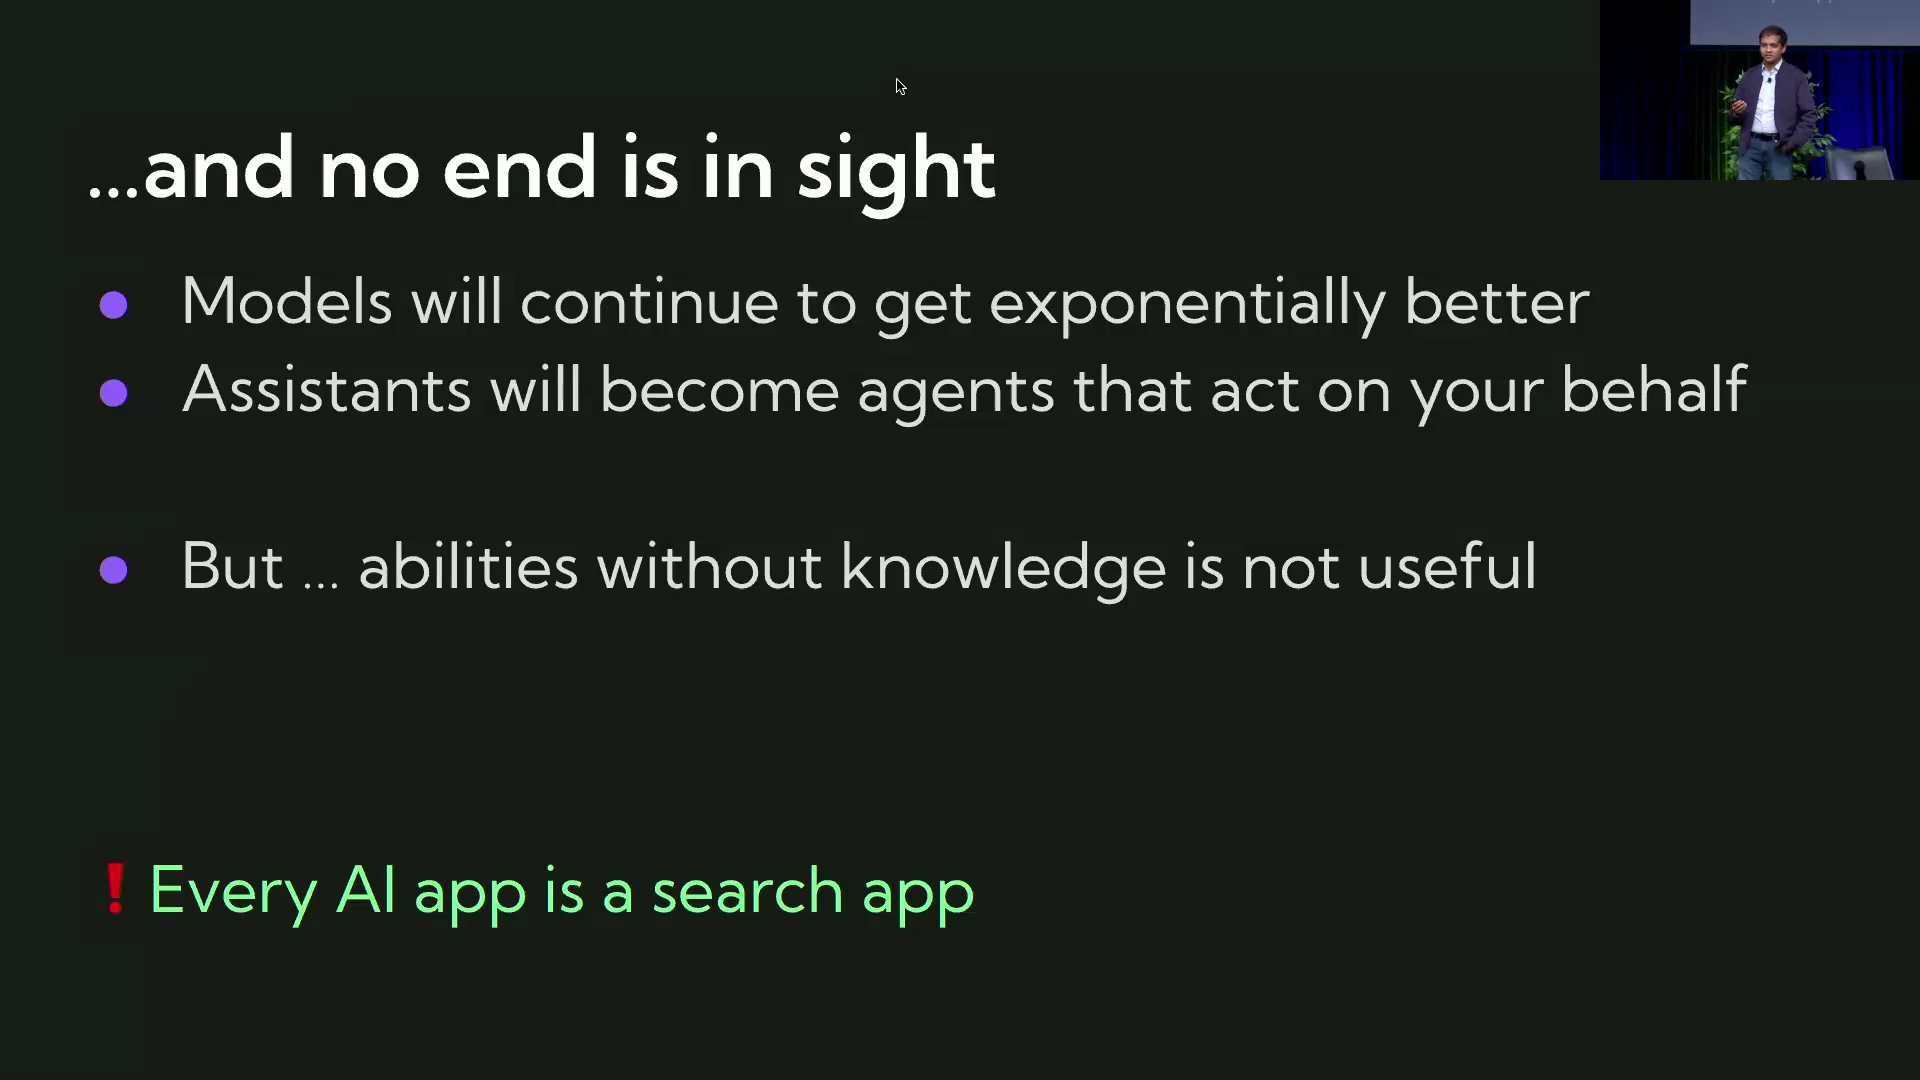 ...and no end is in sight
● Models will continue to get exponentially better
● Assistants will become agents that act on your behalf
● But ... abilities without knowledge is not useful
❗Every AI app is a search app